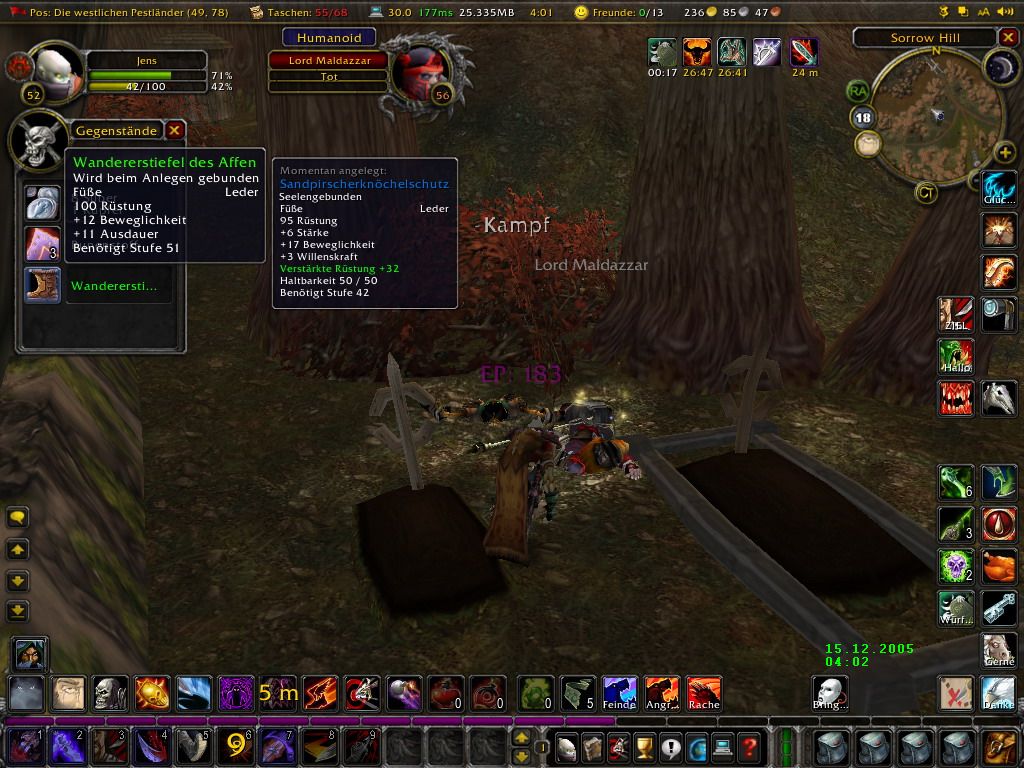 Pos: Die westlichen Pestländer (49, 78)
Taschen: 55/68
30.0 177ms 25.335MB
4:01
Freunde: 0/13
236 85 47
Jens
71%
42/100
42%
52
Humanoid
Lord Maldazzar
Tot
56
00:17
26:47
26:41
24 m
Sorrow Hill
N
RA
18
CT
Gegenstände
Wandererstiefel des Affen
Wird beim Anlegen gebunden
Füße Leder
100 Rüstung
+12 Beweglichkeit
+11 Ausdauer
Benötigt Stufe 51
3
Wandererstі...
Momentan angelegt:
Sandpirscherknöchelschutz
Seelengebunden
Füße Leder
95 Rüstung
+6 Stärke
+17 Beweglichkeit
+3 Willenskraft
Verstärkte Rüstung +32
Haltbarkeit 50 / 50
Benötigt Stufe 42
-Kampf
Lord Maldazzar
EP: 183
Gluc...
ZIEL
Hallo
6
3
2
Würf...
15.12.2005
04:02
Gerne
5 m
0
0
0
5
Feinde
Angr...
Rache
Bring...
Danke
1
2
3
4
5
6
7
8
9
1